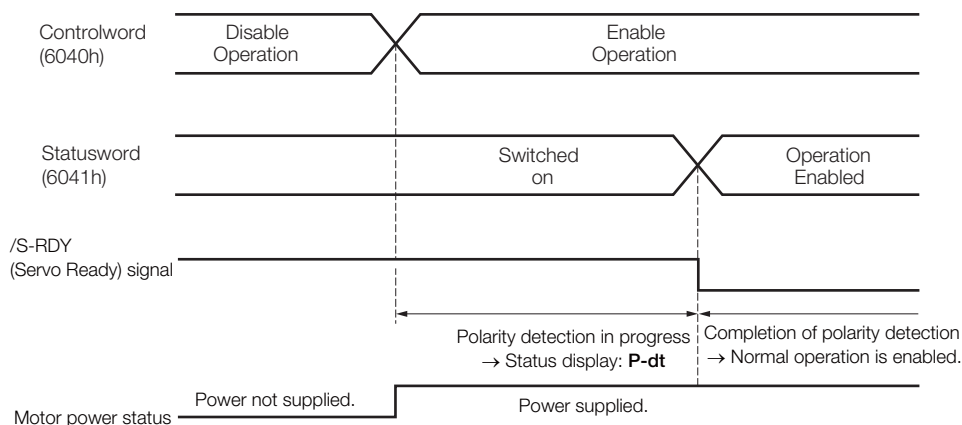 Controlword
(6040h)
Disable
Operation
Enable
Operation
Statusword
(6041h)
Switched
on
Operation
Enabled
/S-RDY
(Servo Ready) signal
Polarity detection in progress
→ Status display: P-dt
Completion of polarity detection
→ Normal operation is enabled.
Motor power status
Power not supplied.
Power supplied.